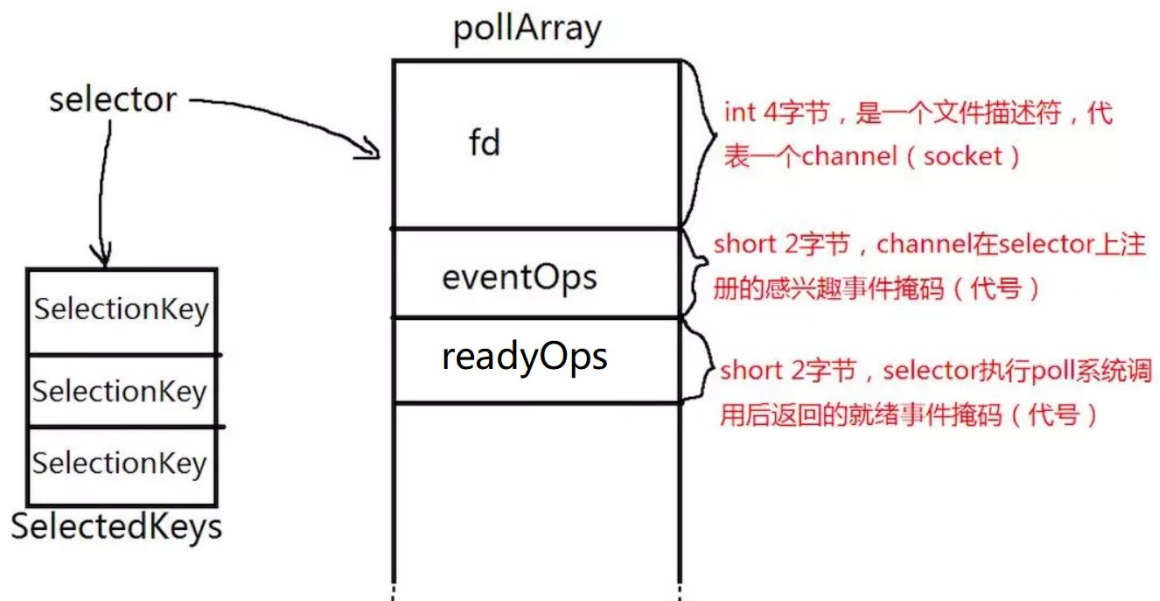 pollArray
selector
fd
int 4字节，是一个文件描述符，代
表一个channel（socket）
eventOps
short 2字节，channel在selector上注
册的感兴趣事件掩码（代号）
readyOps
short 2字节，selector执行poll系统调
用后返回的就绪事件掩码（代号）
SelectionKey
SelectionKey
SelectionKey
SelectedKeys